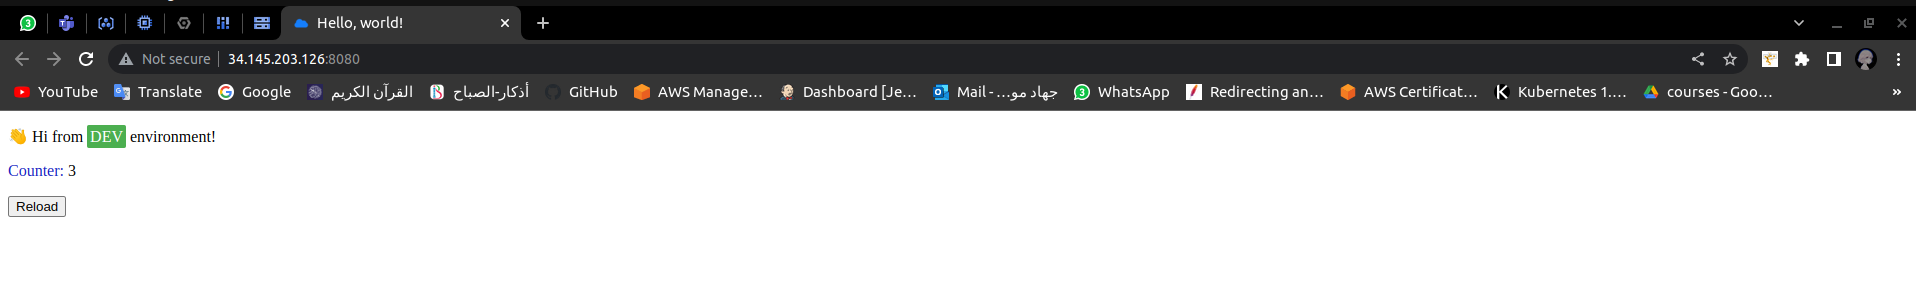 3
Hello, world!
Not secure
34.145.203.126:8080
YouTube
Translate
Google
القرآن الكريم
أذكار-الصباح
GitHub
AWS Manage…
Dashboard [Je…
Mail - جهاد مو…
3
WhatsApp
Redirecting an…
AWS Certificat…
Kubernetes 1.…
courses - Goo…
»
👋 Hi from DEV environment!
Counter: 3
Reload